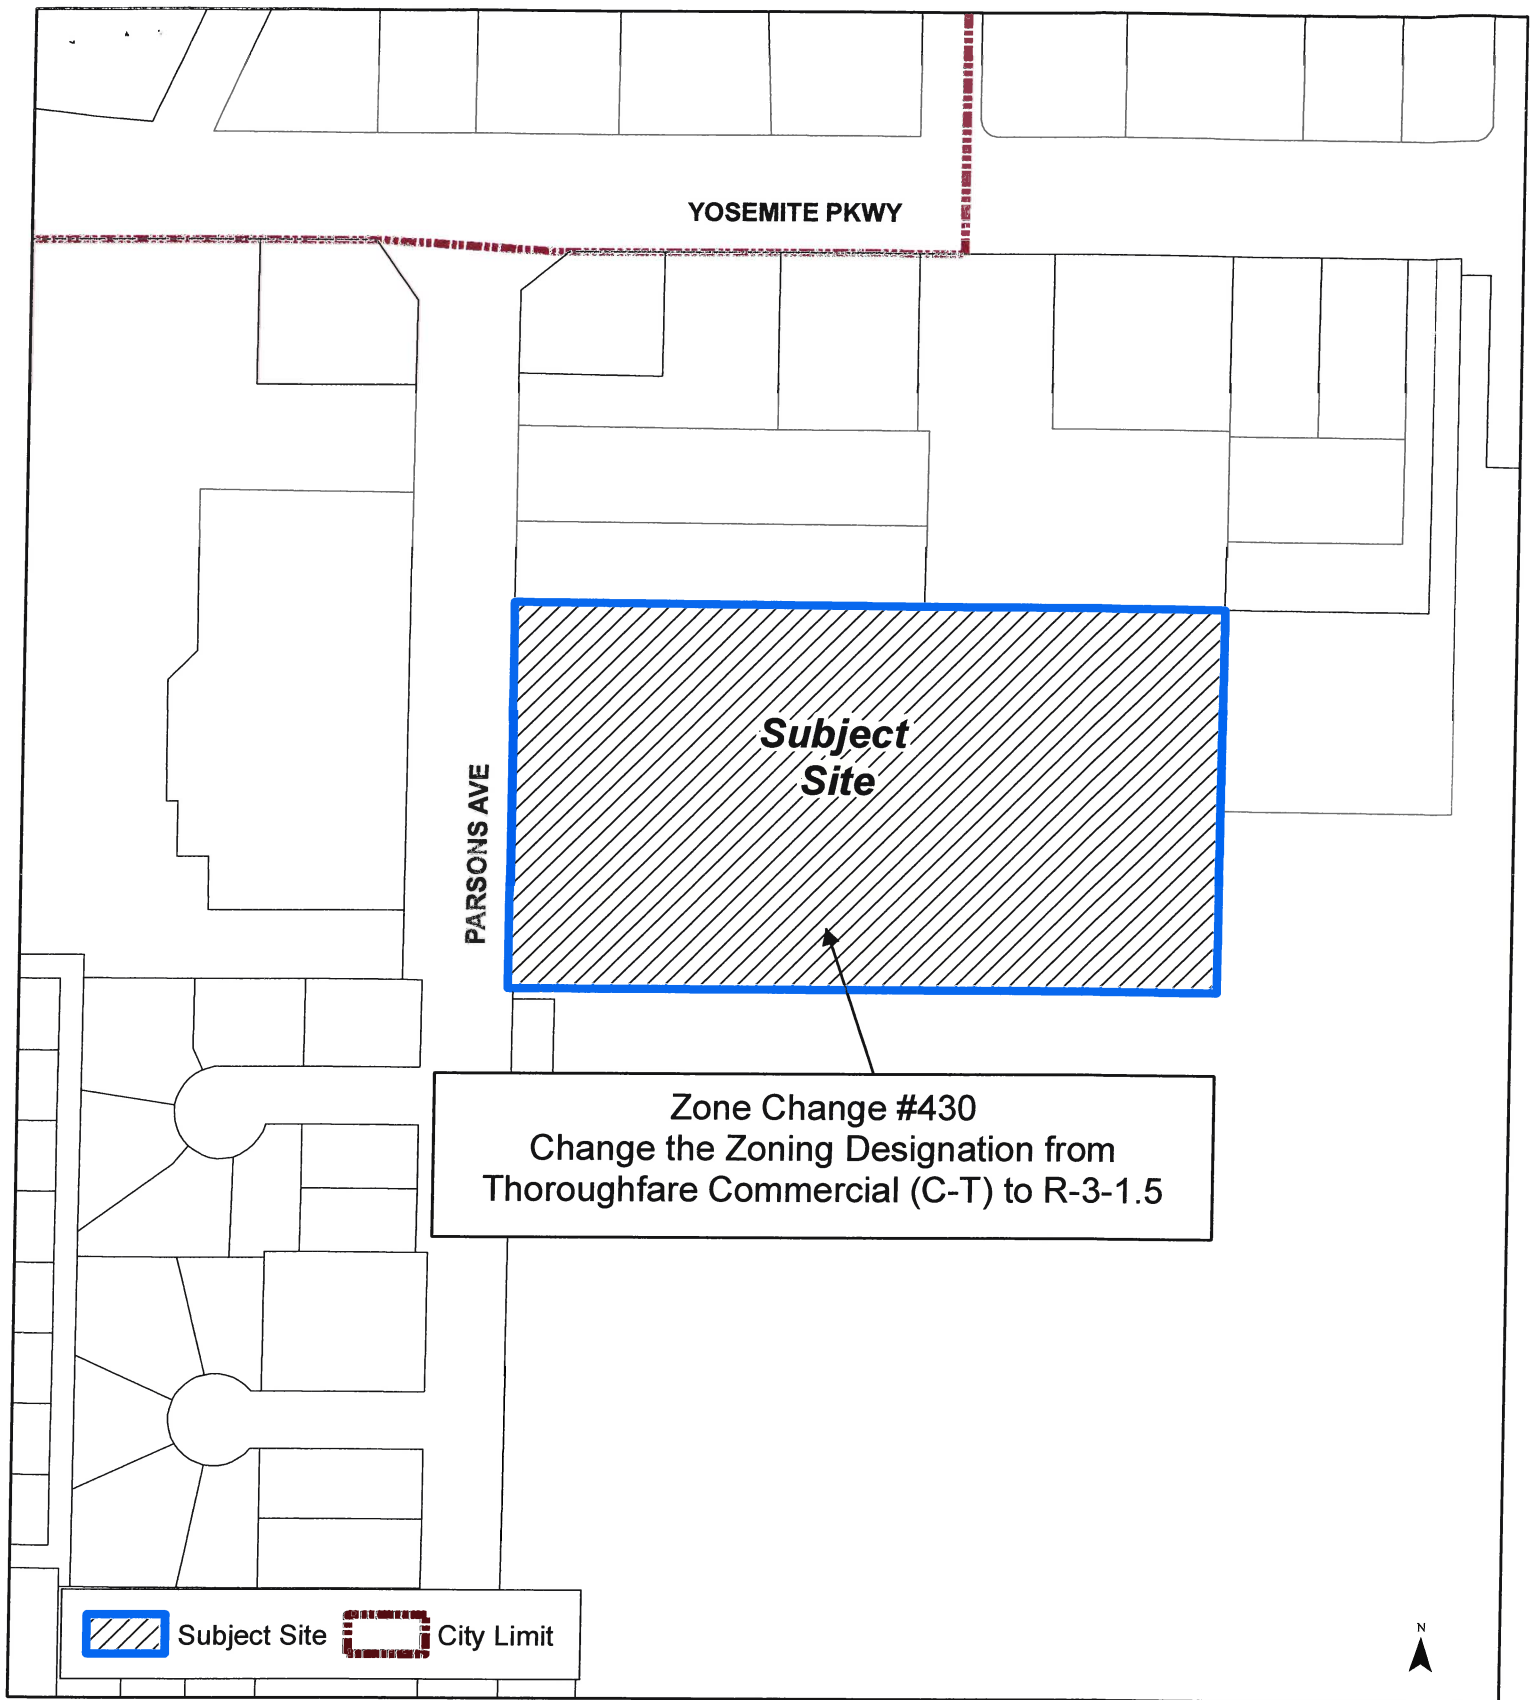 YOSEMITE PKWY
Subject
Site
PARSONS AVE
Zone Change #430
Change the Zoning Designation from
Thoroughfare Commercial (C-T) to R-3-1.5
Subject Site
City Limit
N